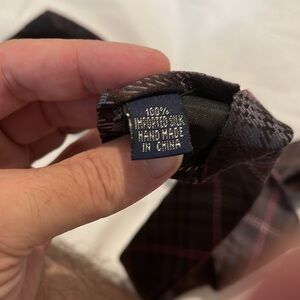 100%
IMPORTED SILK
HAND MADE
IN CHINA